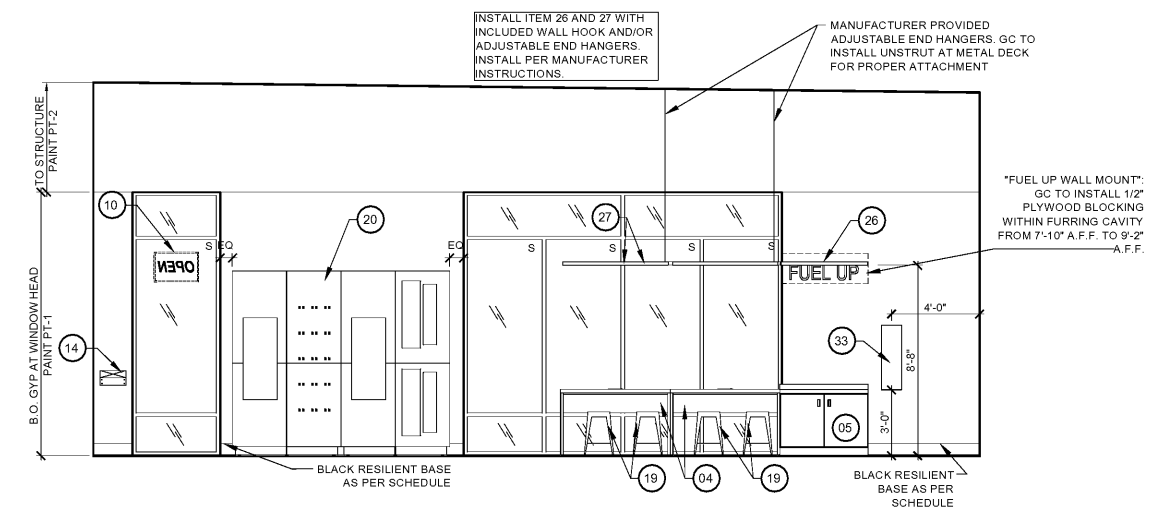 INSTALL ITEM 26 AND 27 WITH
INCLUDED WALL HOOK AND/OR
ADJUSTABLE END HANGERS.
INSTALL PER MANUFACTURER
INSTRUCTIONS.
MANUFACTURER PROVIDED
ADJUSTABLE END HANGERS. GC TO
INSTALL UNSTRUT AT METAL DECK
FOR PROPER ATTACHMENT
TO STRUCTURE
PAINT PT-2
"FUEL UP WALL MOUNT":
GC TO INSTALL 1/2"
PLYWOOD BLOCKING
WITHIN FURRING CAVITY
FROM 7'-10" A.F.F. TO 9'-2"
A.F.F.
10
20
27
26
S EQ
EQ
S
S
S
S
OPEN
FUEL UP
B.O. GYP AT WINDOW HEAD
PAINT PT-1
14
4'-0"
33
8'-8"
3'-0"
05
BLACK RESILIENT BASE
AS PER SCHEDULE
19
04
19
BLACK RESILIENT
BASE AS PER
SCHEDULE